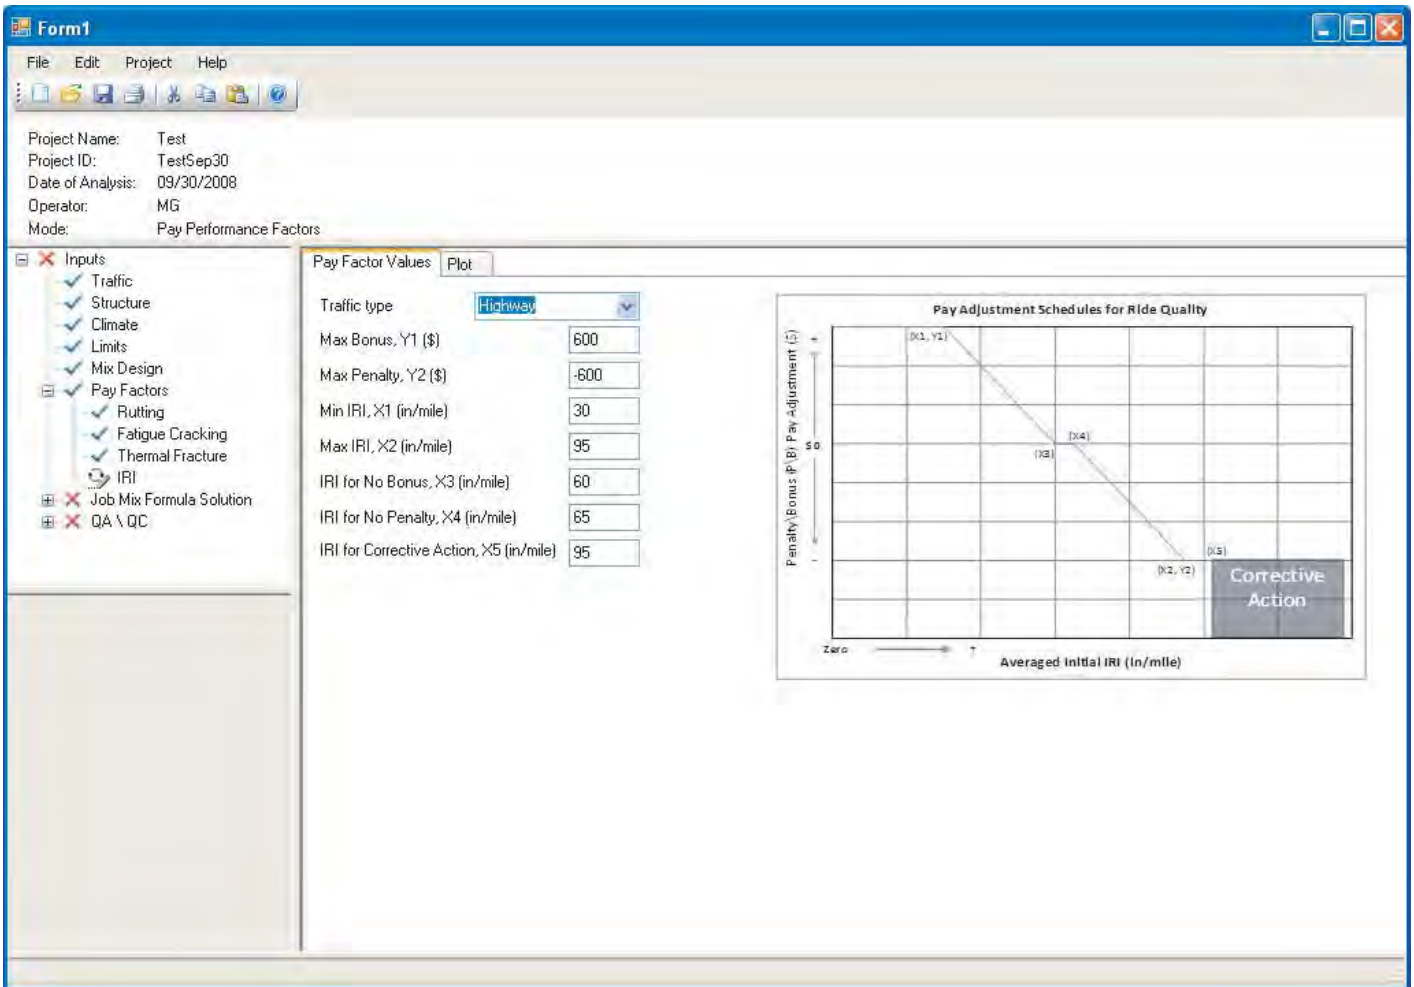 Form1
File Edit Project Help
Project Name: Test
Project ID: TestSep30
Date of Analysis: 09/30/2008
Operator: MG
Mode: Pay Performance Factors
Inputs
Traffic
Structure
Climate
Limits
Mix Design
Pay Factors
Rutting
Fatigue Cracking
Thermal Fracture
IRI
Job Mix Formula Solution
QA \ QC
Pay Factor Values Plot
Traffic type Highway
Max Bonus, Y1 ($) 600
Max Penalty, Y2 ($) -600
Min IRI, X1 (in/mile) 30
Max IRI, X2 (in/mile) 95
IRI for No Bonus, X3 (in/mile) 60
IRI for No Penalty, X4 (in/mile) 65
IRI for Corrective Action, X5 (in/mile) 95
Pay Adjustment Schedules for Ride Quality
Penalty\Bonus (P\B) Pay Adjustment ($)
+
$0
-
(X1, Y1)
(X4)
(X3)
(X5)
(X2, Y2)
Corrective
Action
Zero +
Averaged Initial IRI (in/mile)